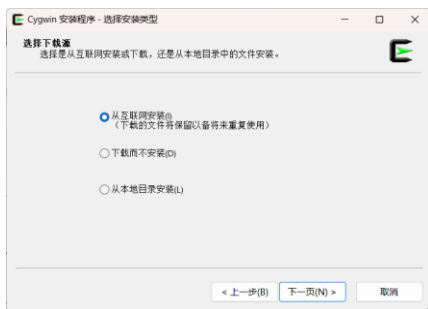 Cygwin 安装程序 - 选择安装类型
选择下载源
选择是从互联网安装或下载，还是从本地目录中的文件安装。
从互联网安装(I)
（下载的文件将保留以备将来重复使用）
下载而不安装(D)
从本地目录安装(L)
< 上一步(B) 下一页(N) > 取消